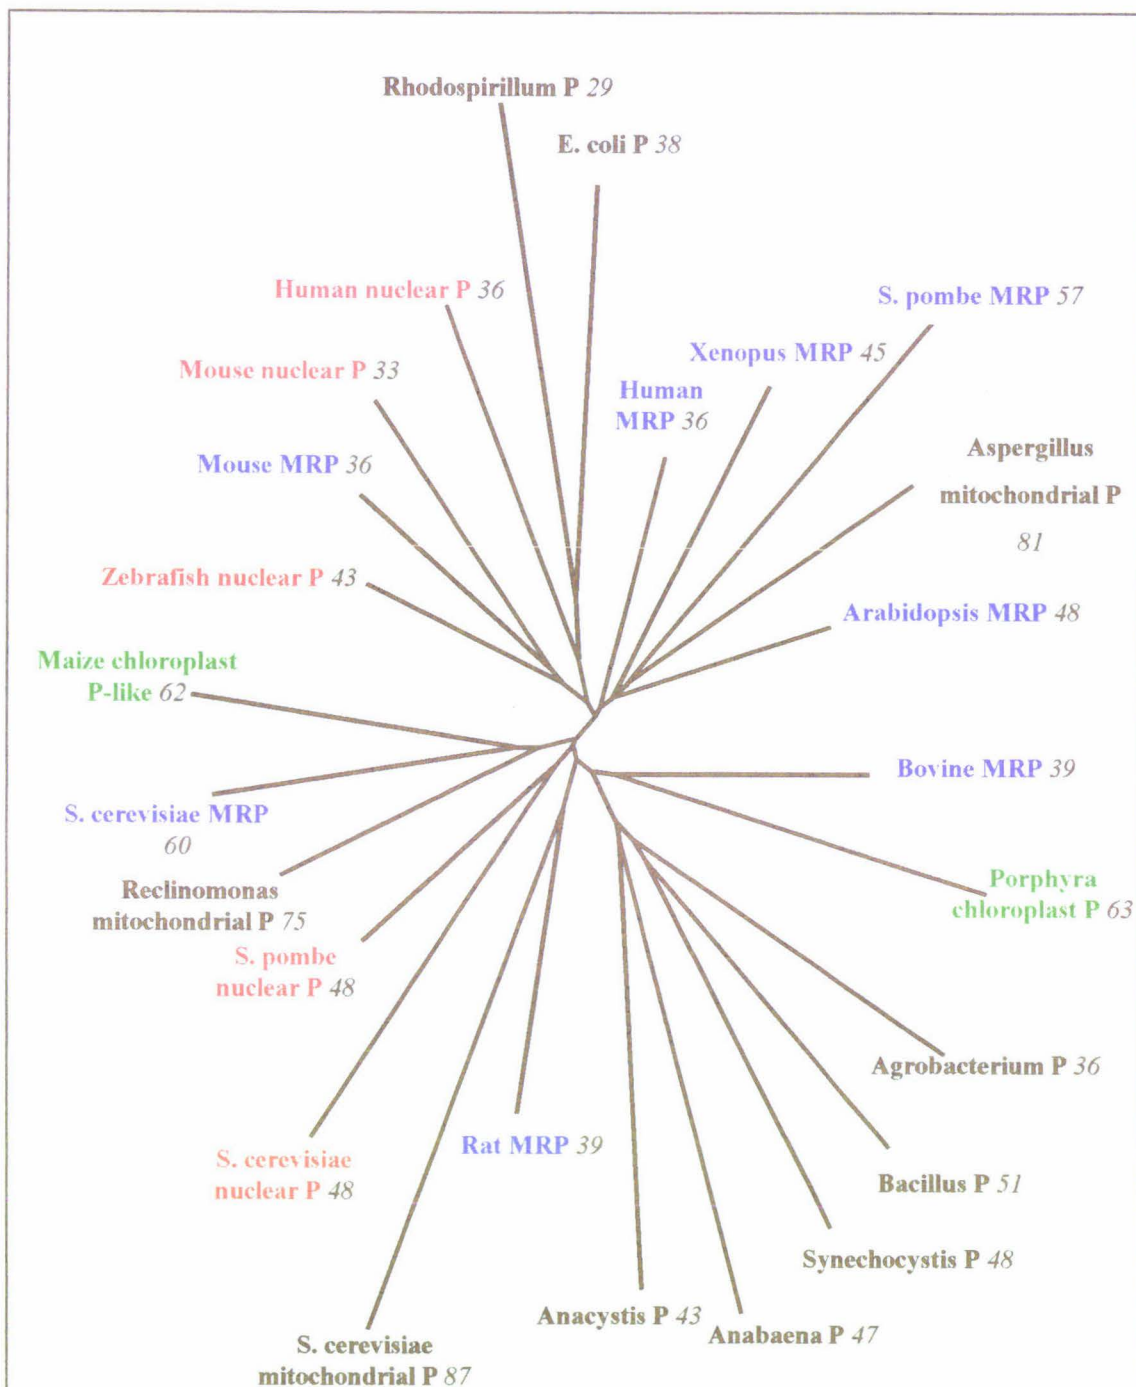 Rhodospirillum P 29
E. coli P 38
Human nuclear P 36
S. pombe MRP 57
Xenopus MRP 45
Mouse nuclear P 33
Human
MRP 36
Mouse MRP 36
Aspergillus
mitochondrial P
81
Zebrafish nuclear P 43
Arabidopsis MRP 48
Maize chloroplast
P-like 62
Bovine MRP 39
S. cerevisiae MRP
60
Reclinomonas
mitochondrial P 75
Porphyra
chloroplast P 63
S. pombe
nuclear P 48
Agrobacterium P 36
S. cerevisiae
nuclear P 48
Rat MRP 39
Bacillus P 51
Synechocystis P 48
Anacystis P 43
Anabaena P 47
S. cerevisiae
mitochondrial P 87